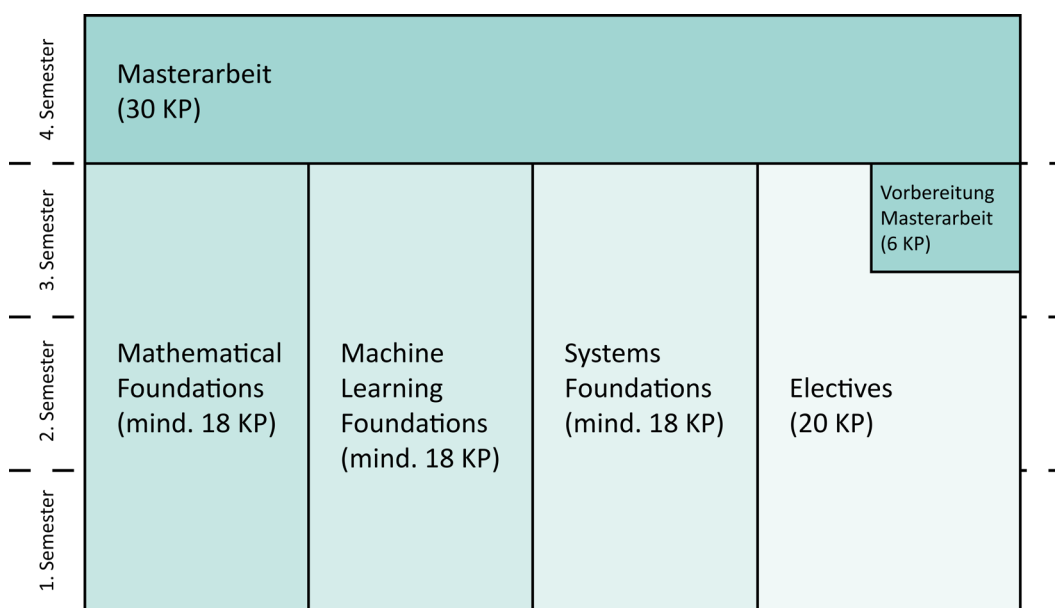 4. Semester
Masterarbeit
(30 KP)
3. Semester
Vorbereitung
Masterarbeit
(6 KP)
2. Semester
Mathematical
Foundations
(mind. 18 KP)
Machine
Learning
Foundations
(mind. 18 KP)
Systems
Foundations
(mind. 18 KP)
Electives
(20 KP)
1. Semester